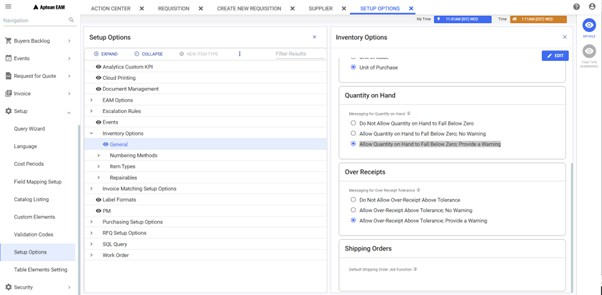 Aptean EAM
ACTION CENTER
REQUISITION
CREATE NEW REQUISITION
SUPPLIER
SETUP OPTIONS
My Time
11:41AM (IST) WED
Time
Navigation
Buyers Backlog
Events
Request for Quote
Invoice
Setup
Query Wizard
Language
Cost Periods
Field Mapping Setup
Catalog Listing
Custom Elements
Validation Codes
Setup Options
Table Elements Setting
Security
Setup Options
EXPAND
COLLAPSE
NEW ITEM TYPE
Filter Results
Analytics Custom KPI
Cloud Printing
Document Management
EAM Options
Escalation Rules
Events
Inventory Options
General
Numbering Methods
Item Types
Repairables
Invoice Matching Setup Options
Label Formats
PM
Purchasing Setup Options
RFQ Setup Options
SQL Query
Work Order
Inventory Options
EDIT
Unit of Purchase
Quantity on Hand
Messaging for Quantity on Hand
Do Not Allow Quantity on Hand to Fall Below Zero
Allow Quantity on Hand to Fall Below Zero; No Warning
Allow Quantity on Hand to Fall Below Zero; Provide a Warning
Over Receipts
Messaging for Over Receipt Tolerance
Do Not Allow Over-Receipt Above Tolerance
Allow Over-Receipt Above Tolerance; No Warning
Allow Over-Receipt Above Tolerance; Provide a Warning
Shipping Orders
Default Shipping Order Job Function
DETAILS